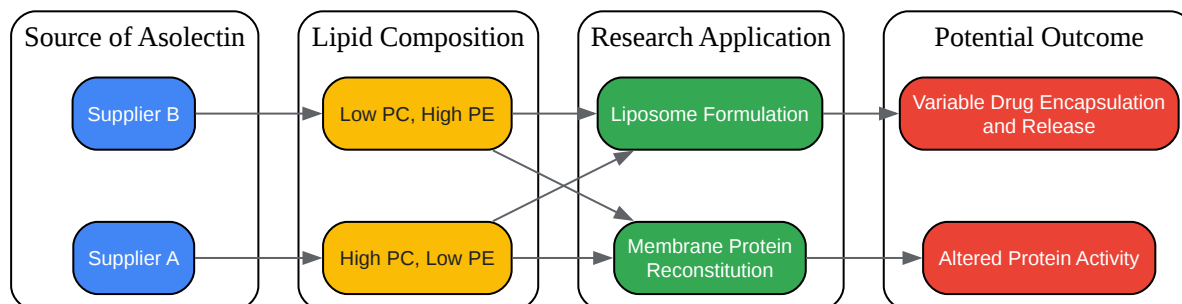 Source of Asolectin
Lipid Composition
Research Application
Potential Outcome
Supplier B
Low PC, High PE
Liposome Formulation
Variable Drug Encapsulation
and Release
Supplier A
High PC, Low PE
Membrane Protein
Reconstitution
Altered Protein Activity